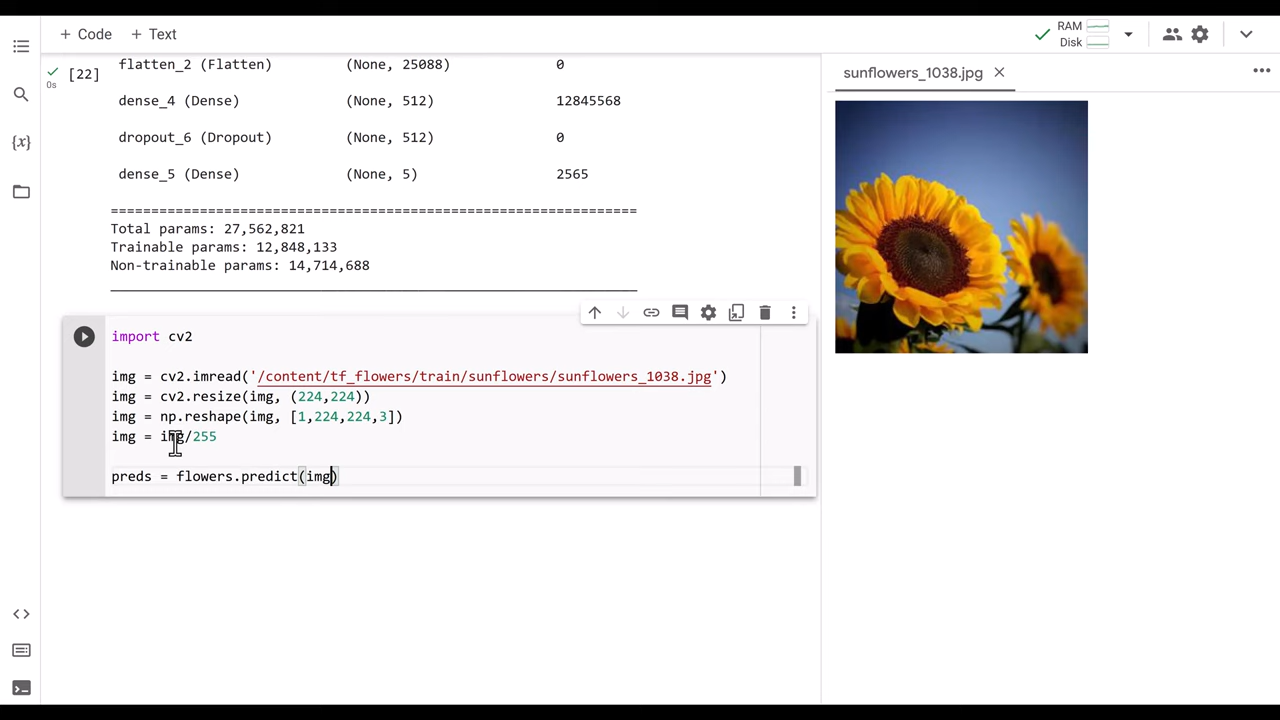 + Code + Text
RAM
Disk
[22]
0s
flatten_2 (Flatten) (None, 25088) 0
dense_4 (Dense) (None, 512) 12845568
dropout_6 (Dropout) (None, 512) 0
dense_5 (Dense) (None, 5) 2565
=================================================================
Total params: 27,562,821
Trainable params: 12,848,133
Non-trainable params: 14,714,688
_________________________________________________________________
import cv2
img = cv2.imread('/content/tf_flowers/train/sunflowers/sunflowers_1038.jpg')
img = cv2.resize(img, (224,224))
img = np.reshape(img, [1,224,224,3])
img = img/255
preds = flowers.predict(img)
sunflowers_1038.jpg